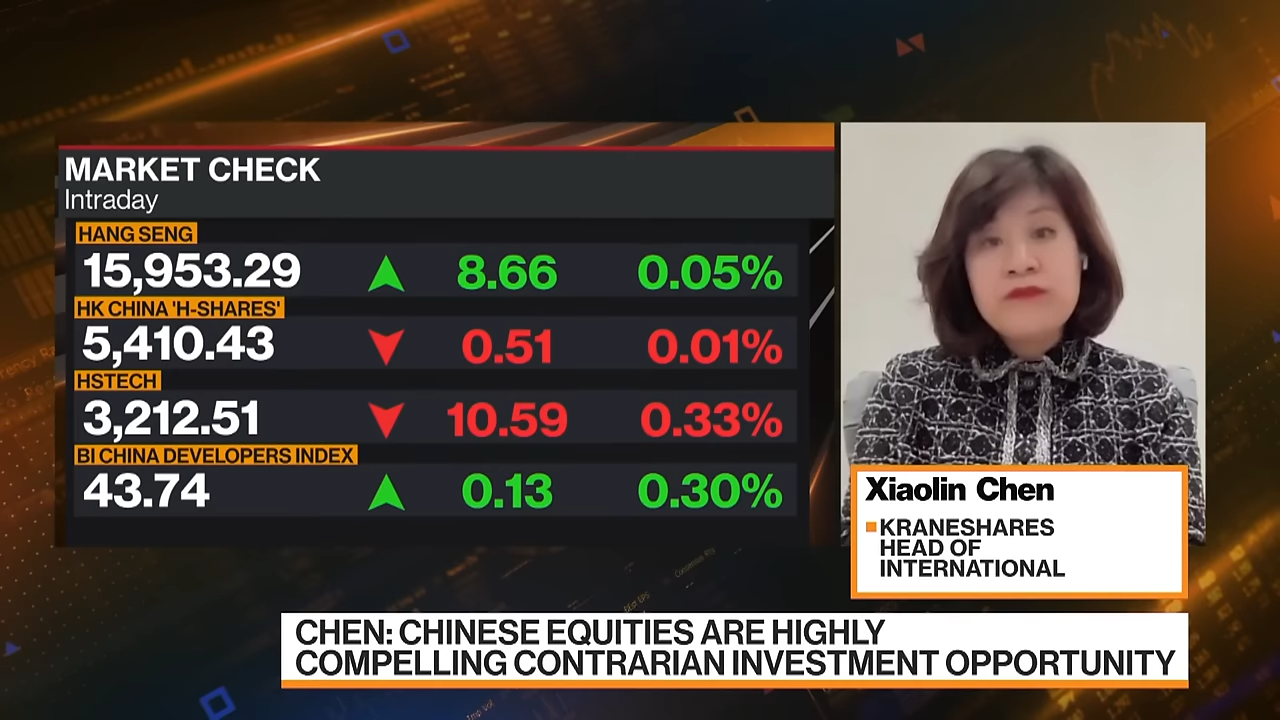 MARKET CHECK
Intraday
HANG SENG
15,953.29 8.66 0.05%
HK CHINA 'H-SHARES'
5,410.43 0.51 0.01%
HSTECH
3,212.51 10.59 0.33%
BI CHINA DEVELOPERS INDEX
43.74 0.13 0.30%
Xiaolin Chen
KRANESHARES
HEAD OF
INTERNATIONAL
CHEN: CHINESE EQUITIES ARE HIGHLY
COMPELLING CONTRARIAN INVESTMENT OPPORTUNITY